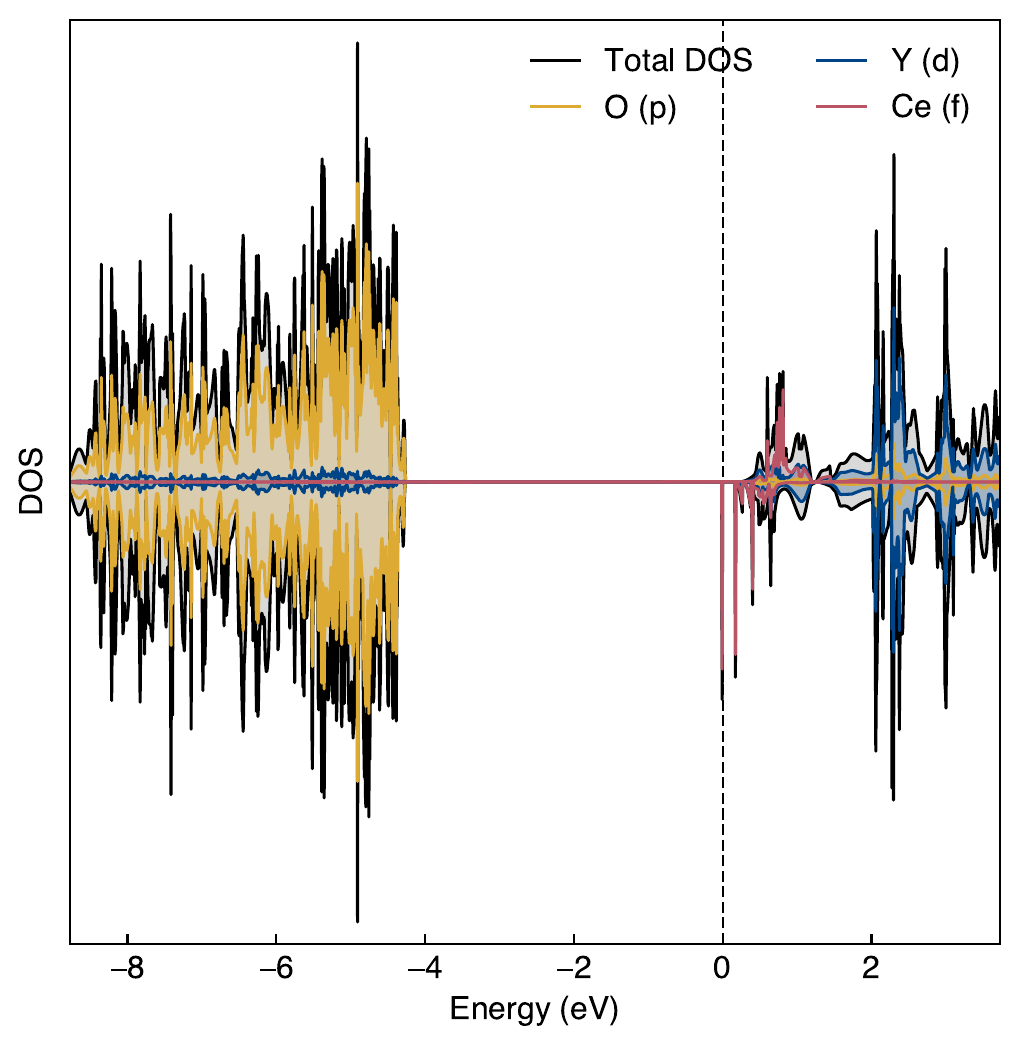 Total DOS
Y (d)
O (p)
Ce (f)
DOS
−8
−6
−4
−2
0
2
Energy (eV)